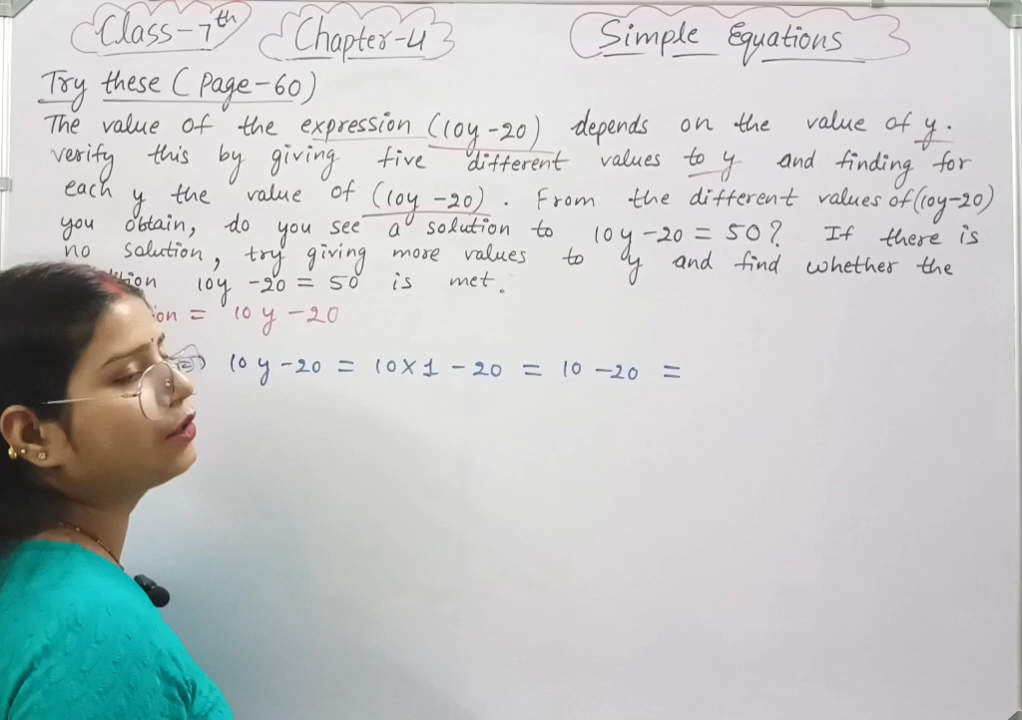 Class-7th Chapter-4 Simple Equations
Try these (Page-60)
The value of the expression (10y-20) depends on the value of y.
verify this by giving five different values to y and finding for
each y the value of (10y-20). From the different values of (10y-20)
you obtain, do you see a solution to 10y-20=50? If there is
no solution, try giving more values to y and find whether the
10y-20=50 is met.
= 10y-20
10y-20 = 10×1-20 = 10-20 =